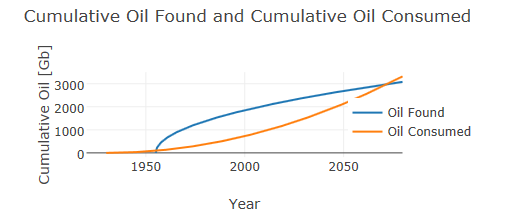 Cumulative Oil Found and Cumulative Oil Consumed
Cumulative Oil [Gb]
3000
2000
1000
0
Oil Found
Oil Consumed
1950
2000
2050
Year